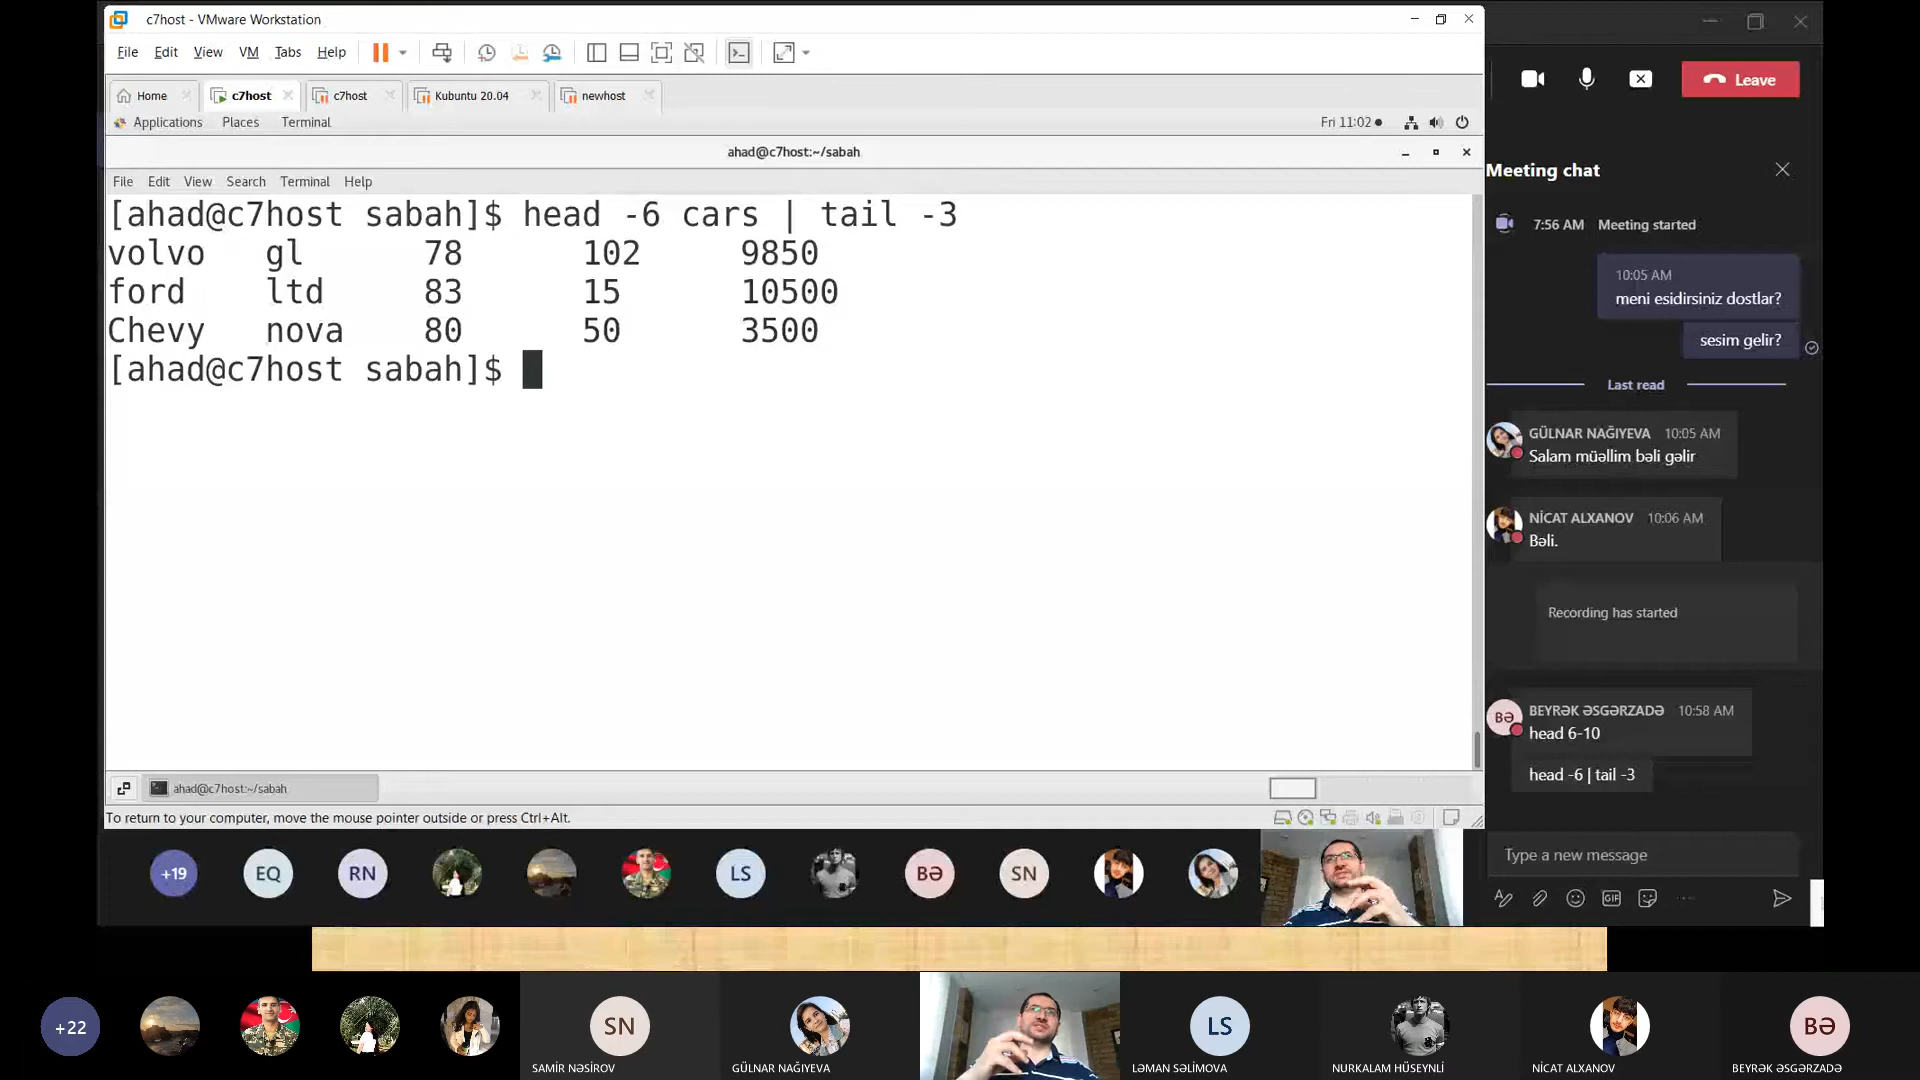 c7host - VMware Workstation
File Edit View VM Tabs Help
Home c7host c7host Kubuntu 20.04 newhost
Applications Places Terminal Fri 11:02
ahad@c7host:~/sabah
File Edit View Search Terminal Help
[ahad@c7host sabah]$ head -6 cars | tail -3
volvo gl 78 102 9850
ford ltd 83 15 10500
Chevy nova 80 50 3500
[ahad@c7host sabah]$
ahad@c7host:~/sabah
To return to your computer, move the mouse pointer outside or press Ctrl+Alt.
Leave
Meeting chat
7:56 AM Meeting started
10:05 AM
meni esidirsiniz dostlar?
sesim gelir?
Last read
GÜLNAR NAĞIYEVA 10:05 AM
Salam müəllim bəli gəlir
NİCAT ALXANOV 10:06 AM
Bəli.
Recording has started
BƏ
BEYRƏK ƏSGƏRZADƏ 10:58 AM
head 6-10
head -6 | tail -3
Type a new message
GIF
+19 EQ RN LS BƏ SN
+22 SN LS BƏ
SAMİR NƏSİROV GÜLNAR NAĞIYEVA LƏMAN SƏLİMOVA NURKALAM HÜSEYNLİ NİCAT ALXANOV BEYRƏK ƏSGƏRZADƏ